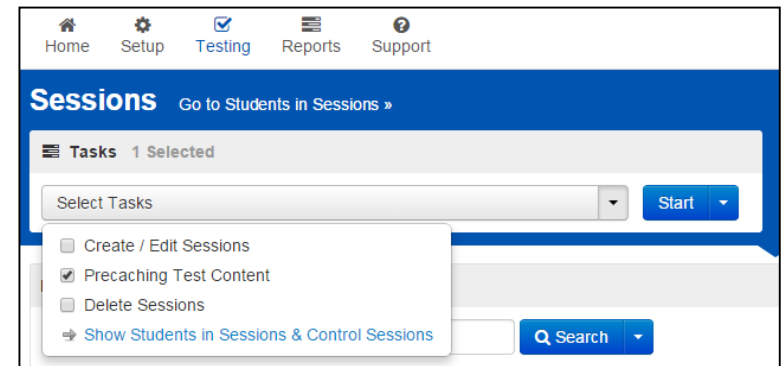 Home Setup Testing Reports Support
Sessions Go to Students in Sessions »
Tasks 1 Selected
Select Tasks Start
Create / Edit Sessions
Precaching Test Content
Delete Sessions
Show Students in Sessions & Control Sessions
Search